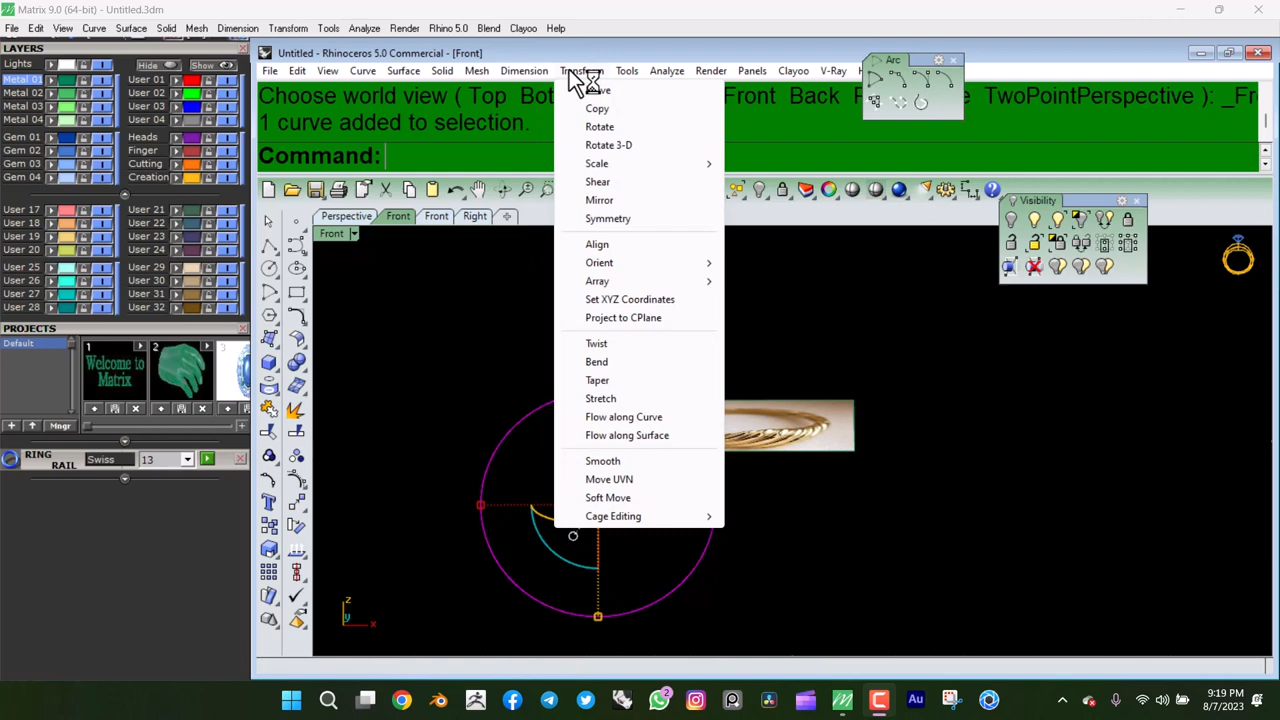 Matrix 9.0 (64-bit) - Untitled.3dm
File Edit View Curve Surface Solid Mesh Dimension Transform Tools Analyze Render Rhino 5.0 Blend Clayoo Help
LAYERS
Lights Hide Show
Metal 01 User 01
Metal 02 User 02
Metal 03 User 03
Metal 04 User 04
Gem 01 Heads
Gem 02 Finger
Gem 03 Cutting
Gem 04 Creation
User 17 User 21
User 18 User 22
User 19 User 23
User 20 User 24
User 25 User 29
User 26 User 30
User 27 User 31
User 28 User 32
PROJECTS
Default
1 2 3
Welcome to Matrix
Mngr
RING RAIL Swiss 13
Untitled - Rhinoceros 5.0 Commercial - [Front]
File Edit View Curve Surface Solid Mesh Dimension Tools Analyze Render Panels Clayoo V-Ray
Choose world view ( Top Front Back TwoPointPerspective ): _Fro
1 curve added to selection.
Command:
Arc
Perspective Front Front Right
Front
Visibility
Copy
Rotate
Rotate 3-D
Scale
Shear
Mirror
Symmetry
Align
Orient
Array
Set XYZ Coordinates
Project to CPlane
Twist
Bend
Taper
Stretch
Flow along Curve
Flow along Surface
Smooth
Move UVN
Soft Move
Cage Editing
z
y
x
2
Au
9:19 PM
8/7/2023